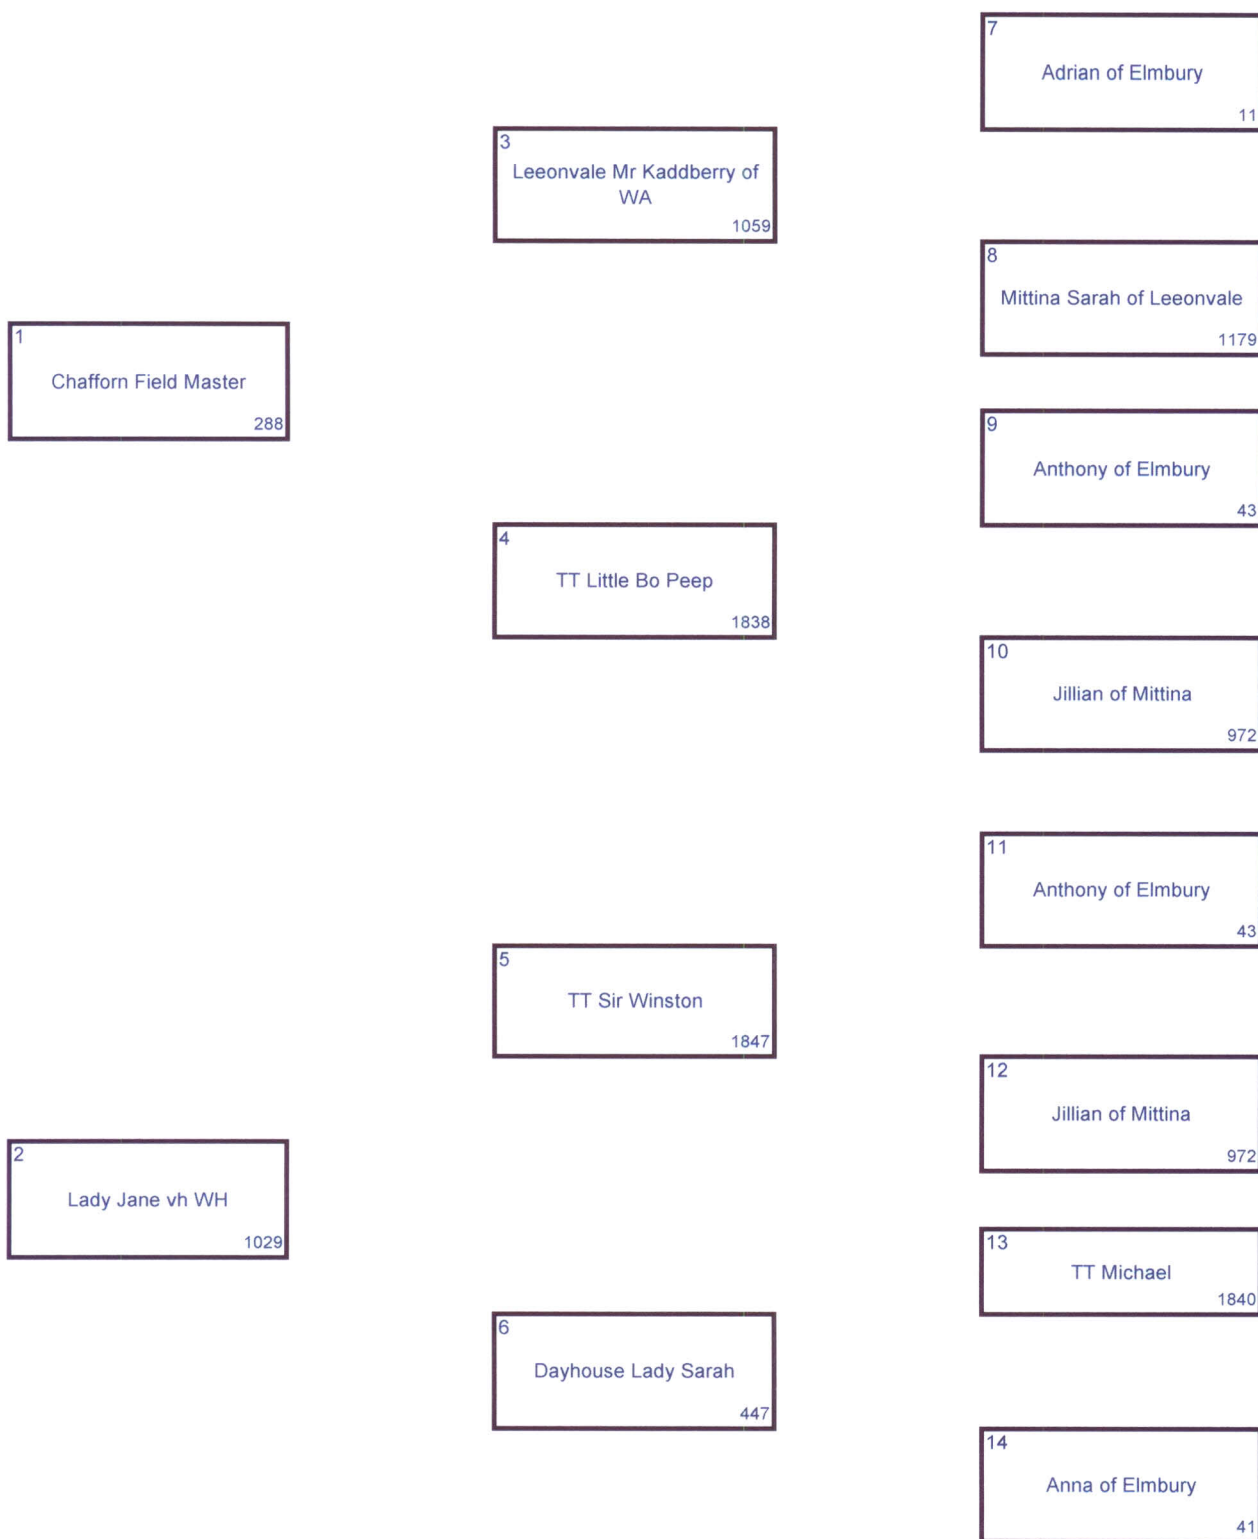 7
Adrian of Elmbury
11
3
Leeonvale Mr Kaddberry of
WA
1059
8
Mittina Sarah of Leeonvale
1179
1
Chafforn Field Master
288
9
Anthony of Elmbury
43
4
TT Little Bo Peep
1838
10
Jillian of Mittina
972
11
Anthony of Elmbury
43
5
TT Sir Winston
1847
12
Jillian of Mittina
972
2
Lady Jane vh WH
1029
13
TT Michael
1840
6
Dayhouse Lady Sarah
447
14
Anna of Elmbury
41